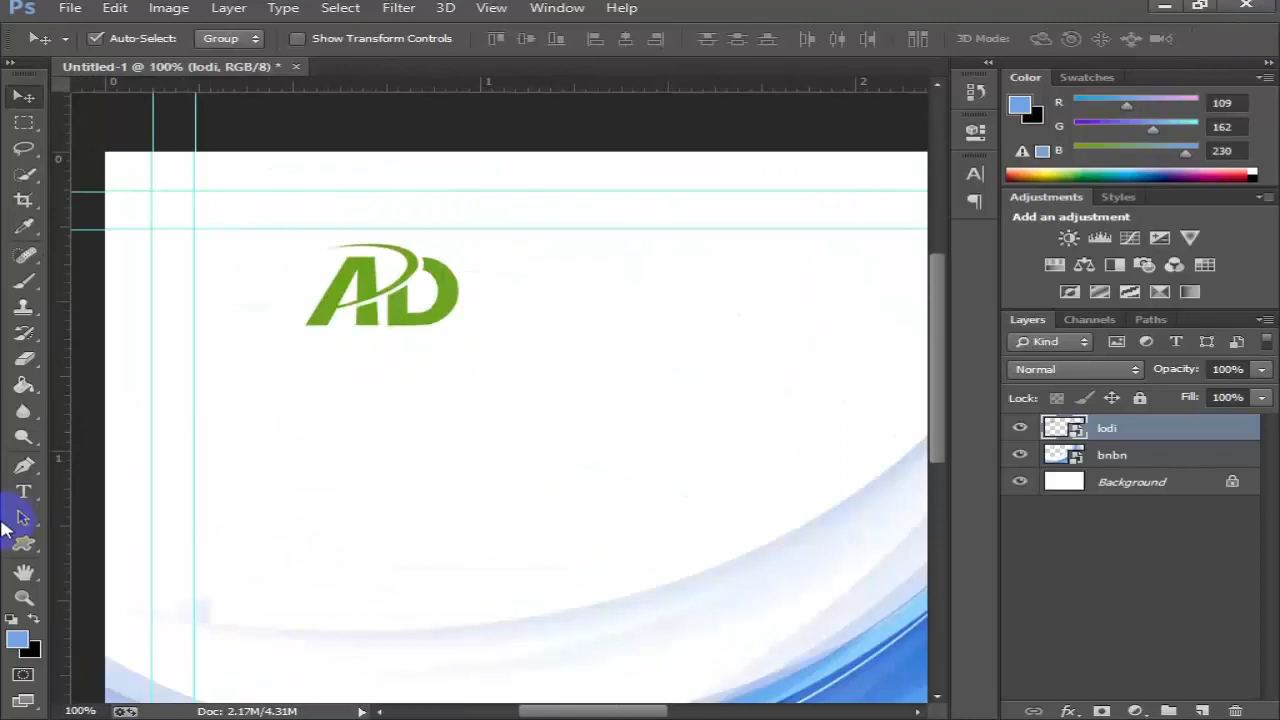 Ps File Edit Image Layer Type Select Filter 3D View Window Help
Auto-Select: Group Show Transform Controls 3D Mode:
Untitled-1 @ 100% (lodi, RGB/8) * ×
0 1 2
0
1
AD
Color Swatches
R 109
G 162
B 230
Adjustments Styles
Add an adjustment
Layers Channels Paths
Kind
Normal Opacity: 100%
Lock: Fill: 100%
lodi
bnbn
Background
100% Doc: 2.17M/4.31M